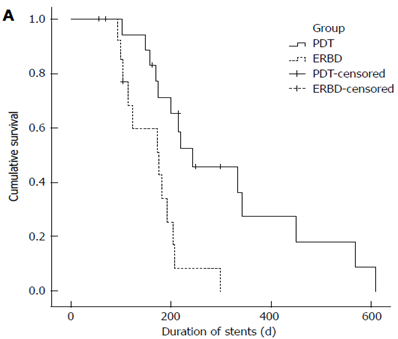 A
Group
PDT
ERBD
PDT-censored
ERBD-censored
Cumulative survival
1.0
0.8
0.6
0.4
0.2
0.0
0
200
400
600
Duration of stents (d)